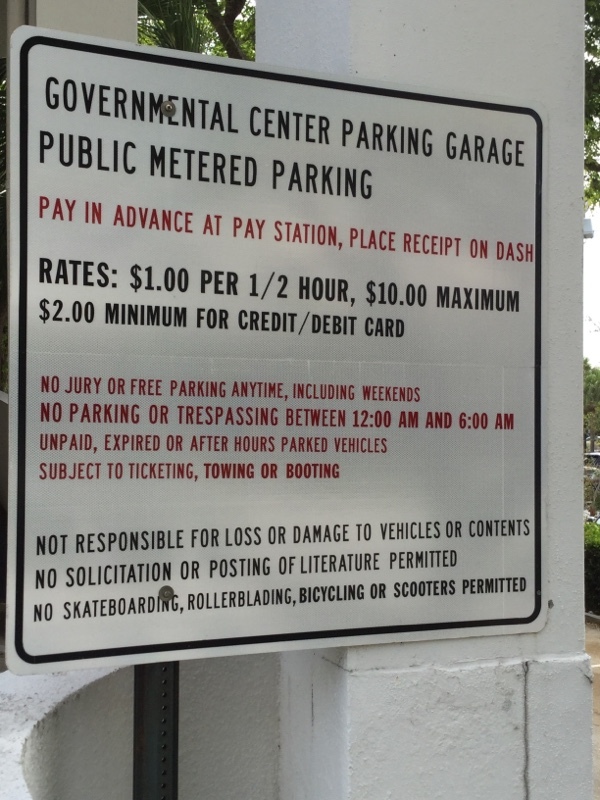 GOVERNMENTAL CENTER PARKING GARAGE
PUBLIC METERED PARKING
PAY IN ADVANCE AT PAY STATION, PLACE RECEIPT ON DASH
RATES: $1.00 PER 1/2 HOUR, $10.00 MAXIMUM
$2.00 MINIMUM FOR CREDIT/DEBIT CARD
NO JURY OR FREE PARKING ANYTIME, INCLUDING WEEKENDS
NO PARKING OR TRESPASSING BETWEEN 12:00 AM AND 6:00 AM
UNPAID, EXPIRED OR AFTER HOURS PARKED VEHICLES
SUBJECT TO TICKETING, TOWING OR BOOTING
NOT RESPONSIBLE FOR LOSS OR DAMAGE TO VEHICLES OR CONTENTS
NO SOLICITATION OR POSTING OF LITERATURE PERMITTED
NO SKATEBOARDING, ROLLERBLADING, BICYCLING OR SCOOTERS PERMITTED